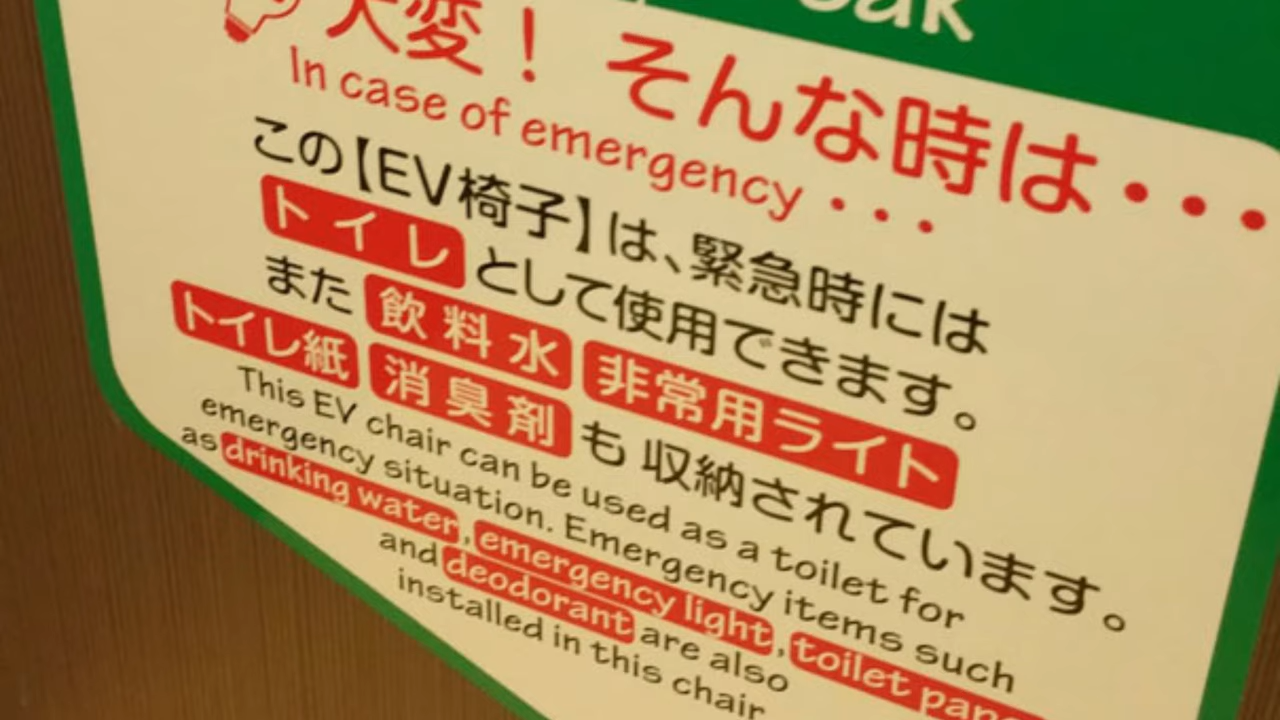 大変！ そんな時は・・・
In case of emergency・・・
この【EV椅子】は、緊急時には
トイレとして使用できます。
また 飲料水 非常用ライト
トイレ紙 消臭剤 も収納されています。
This EV chair can be used as a toilet for
emergency situation. Emergency items such
as drinking water, emergency light, toilet
and deodorant are also
installed in this chair